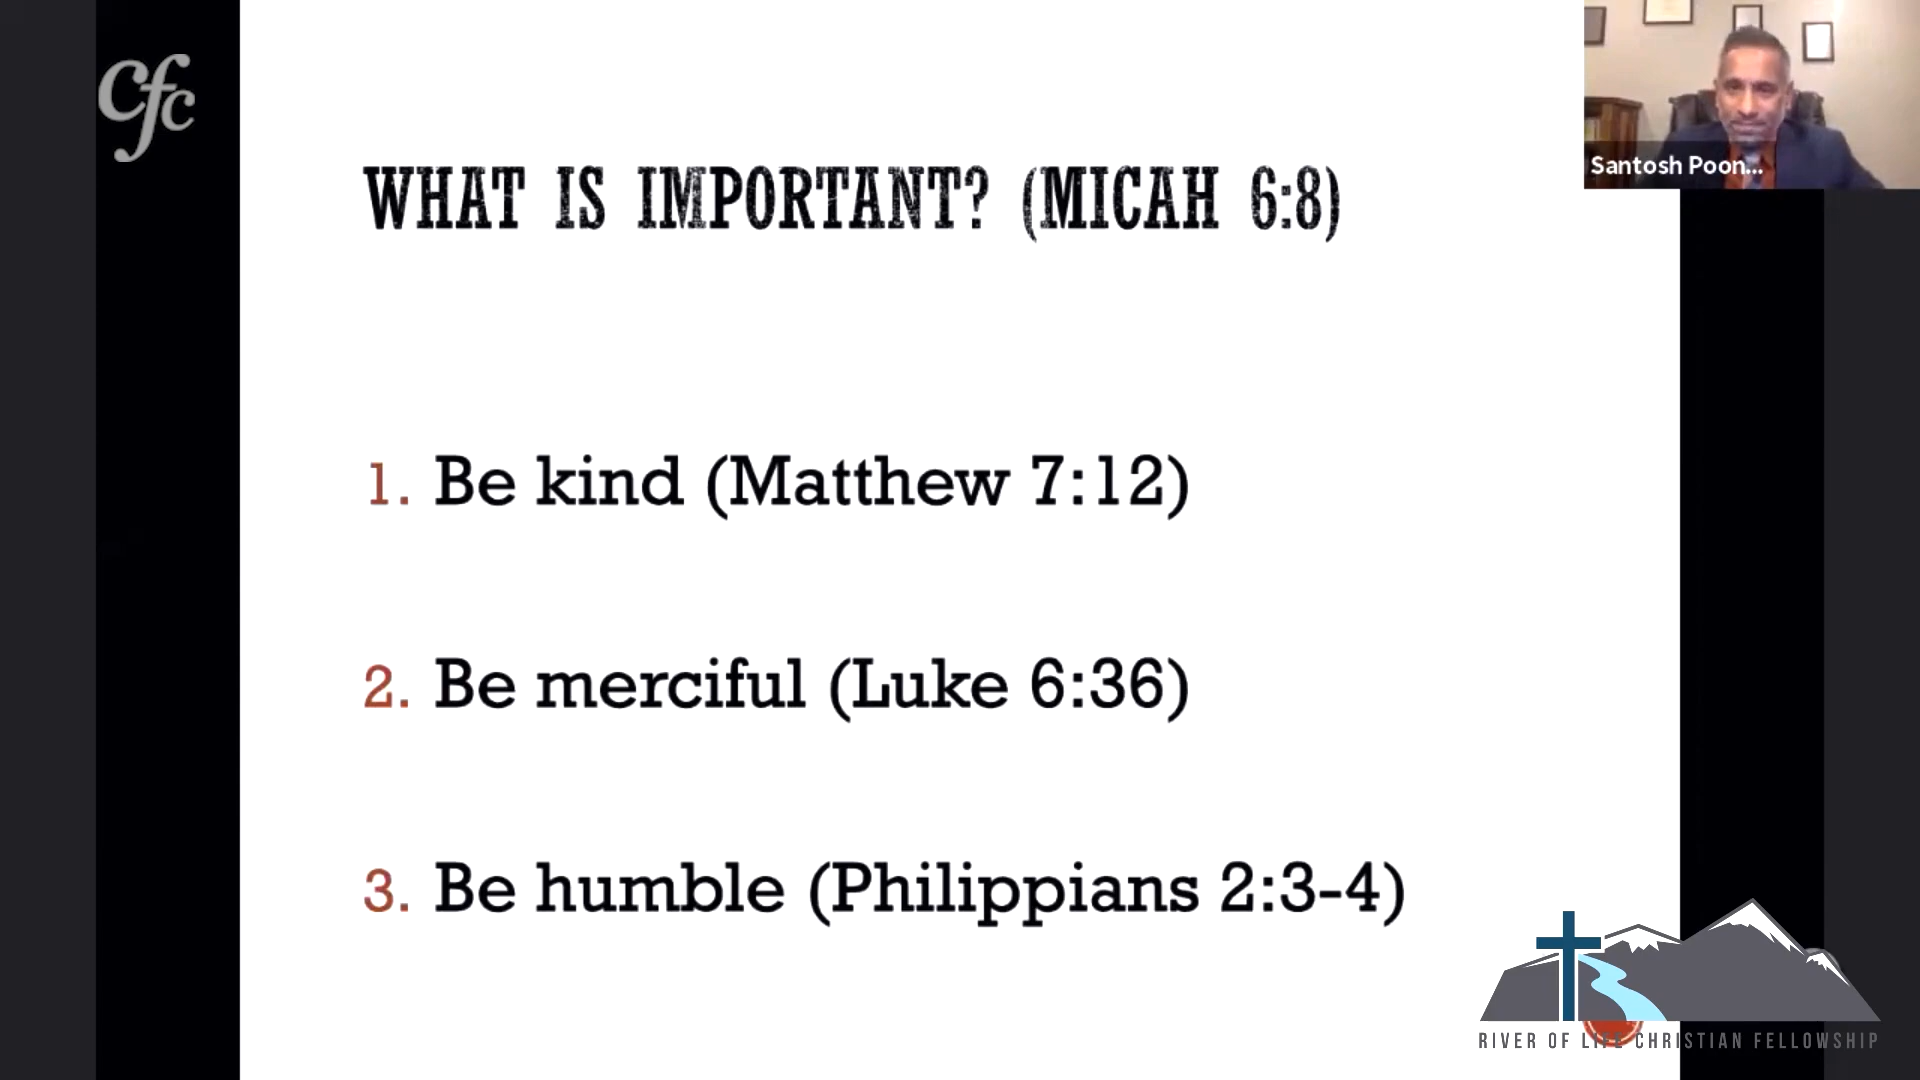 cfc
WHAT IS IMPORTANT? (MICAH 6:8)
Santosh Poon...
1. Be kind (Matthew 7:12)
2. Be merciful (Luke 6:36)
3. Be humble (Philippians 2:3-4)
RIVER OF LIFE CHRISTIAN FELLOWSHIP